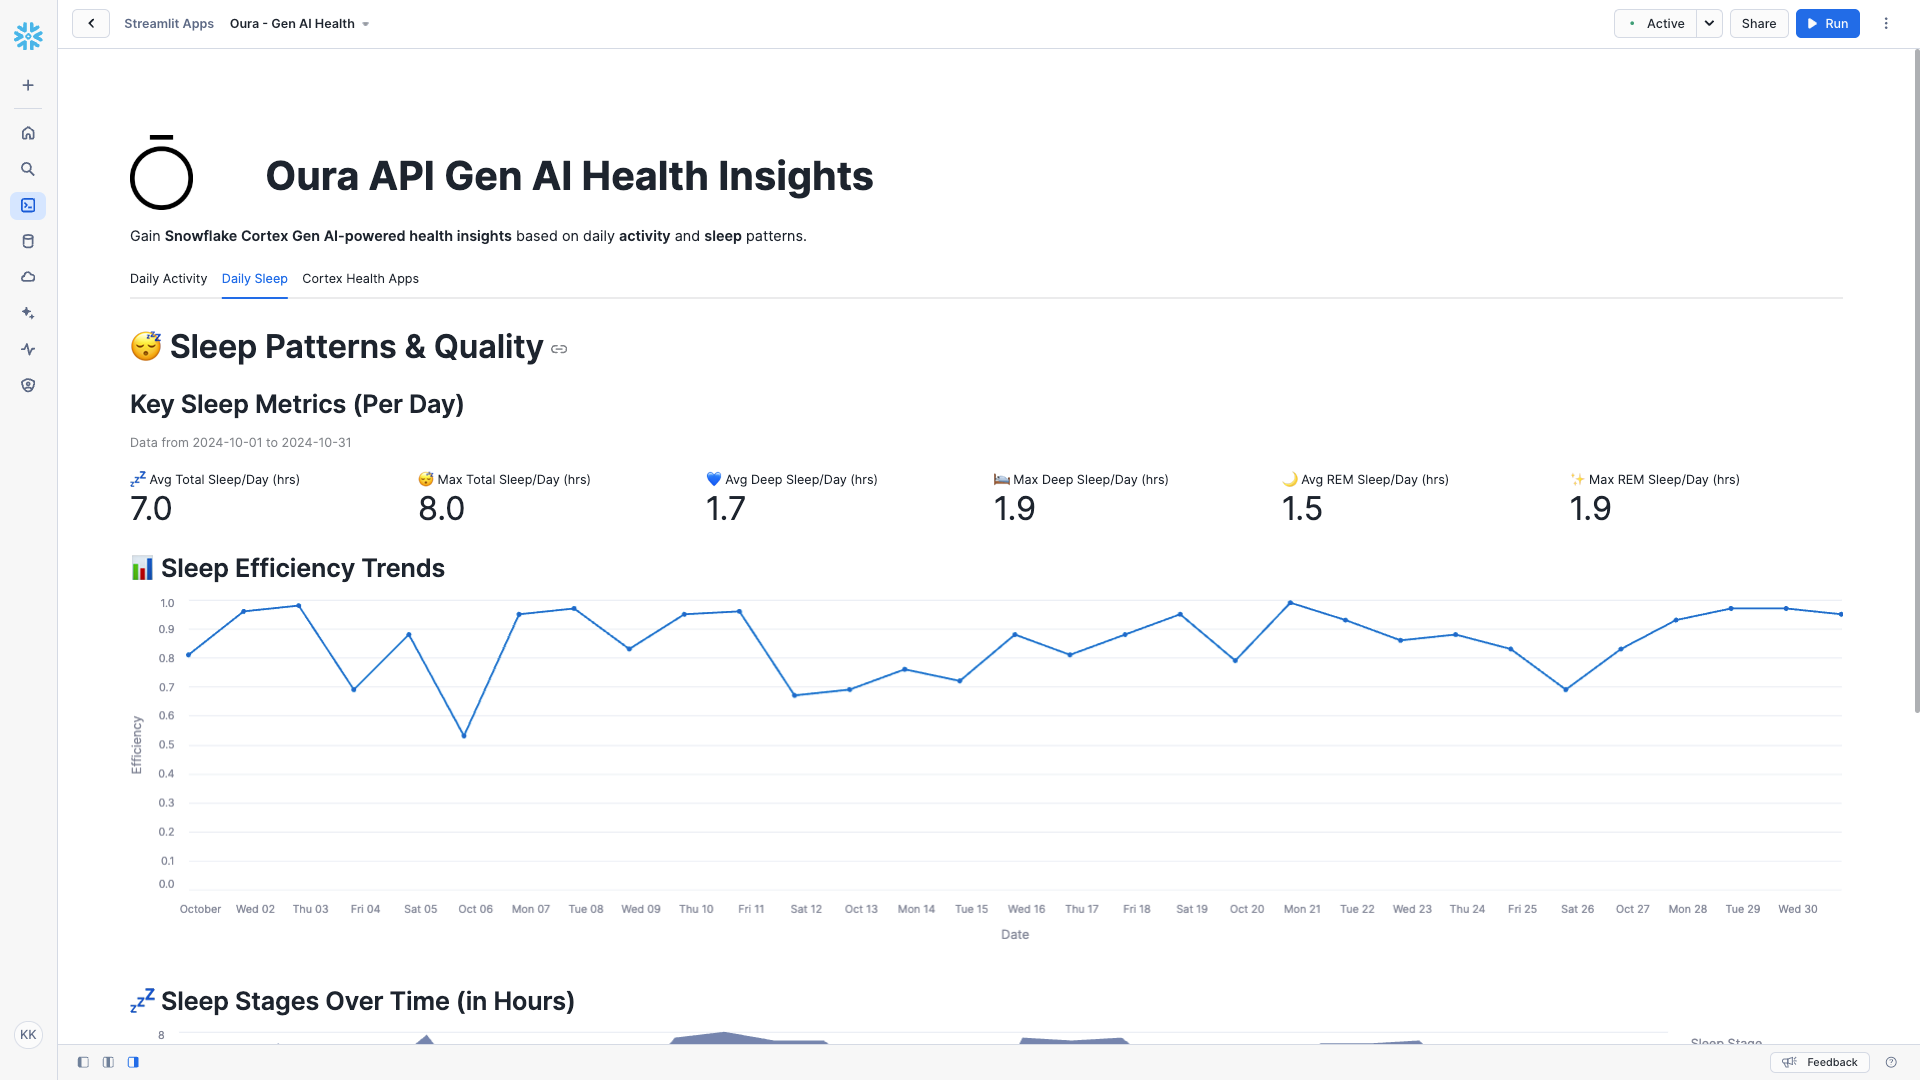 Streamlit Apps Oura - Gen AI Health
Active Share Run
Oura API Gen AI Health Insights
Gain Snowflake Cortex Gen AI-powered health insights based on daily activity and sleep patterns.
Daily Activity Daily Sleep Cortex Health Apps
😴 Sleep Patterns & Quality
Key Sleep Metrics (Per Day)
Data from 2024-10-01 to 2024-10-31
💤 Avg Total Sleep/Day (hrs)
7.0
😴 Max Total Sleep/Day (hrs)
8.0
💙 Avg Deep Sleep/Day (hrs)
1.7
🛌 Max Deep Sleep/Day (hrs)
1.9
🌙 Avg REM Sleep/Day (hrs)
1.5
✨ Max REM Sleep/Day (hrs)
1.9
📊 Sleep Efficiency Trends
1.0
0.9
0.8
0.7
0.6
0.5
0.4
0.3
0.2
0.1
0.0
Efficiency
October Wed 02 Thu 03 Fri 04 Sat 05 Oct 06 Mon 07 Tue 08 Wed 09 Thu 10 Fri 11 Sat 12 Oct 13 Mon 14 Tue 15 Wed 16 Thu 17 Fri 18 Sat 19 Oct 20 Mon 21 Tue 22 Wed 23 Thu 24 Fri 25 Sat 26 Oct 27 Mon 28 Tue 29 Wed 30
Date
💤 Sleep Stages Over Time (in Hours)
8
Sleep Stage
KK
Feedback